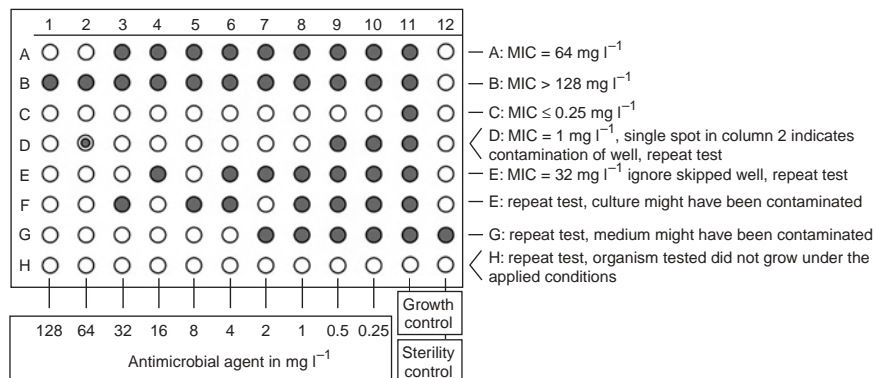 1 2 3 4 5 6 7 8 9 10 11 12
A
A: MIC = 64 mg l⁻¹
B
B: MIC > 128 mg l⁻¹
C
C: MIC ≤ 0.25 mg l⁻¹
D
D: MIC = 1 mg l⁻¹, single spot in column 2 indicates
contamination of well, repeat test
E
E: MIC = 32 mg l⁻¹ ignore skipped well, repeat test
F
E: repeat test, culture might have been contaminated
G
G: repeat test, medium might have been contaminated
H
H: repeat test, organism tested did not grow under the
applied conditions
128 64 32 16 8 4 2 1 0.5 0.25
Antimicrobial agent in mg l⁻¹
Growth
control
Sterility
control